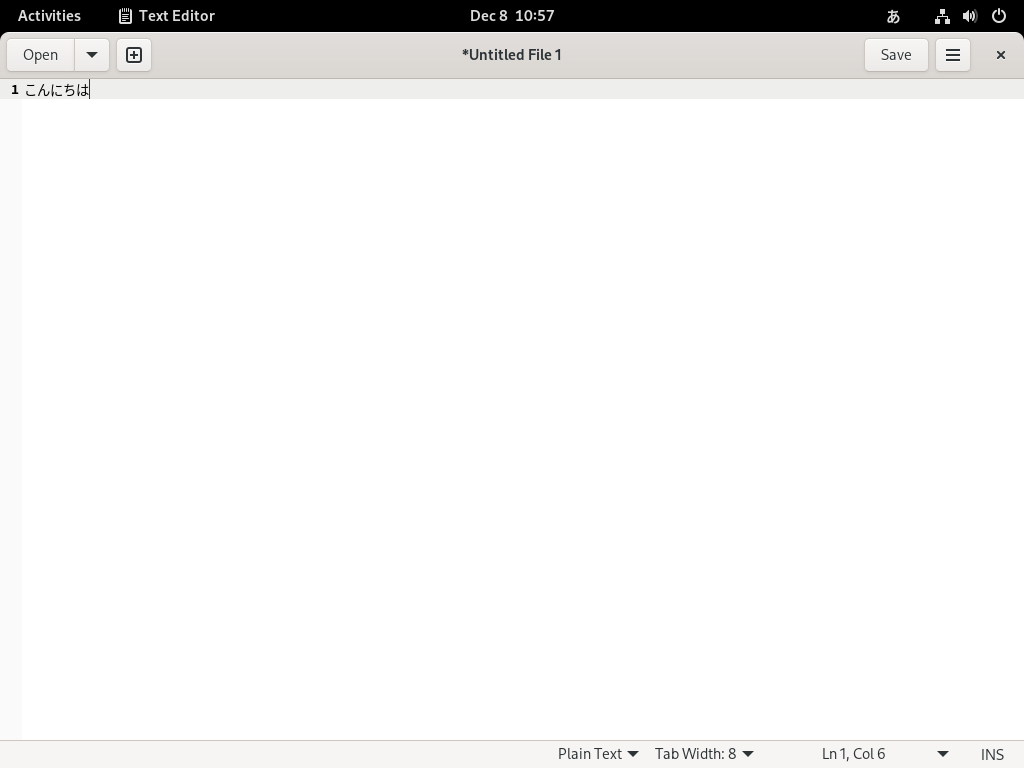 Activities Text Editor Dec 8 10:57 あ
Open *Untitled File 1 Save
1 こんにちは
Plain Text Tab Width: 8 Ln 1, Col 6 INS